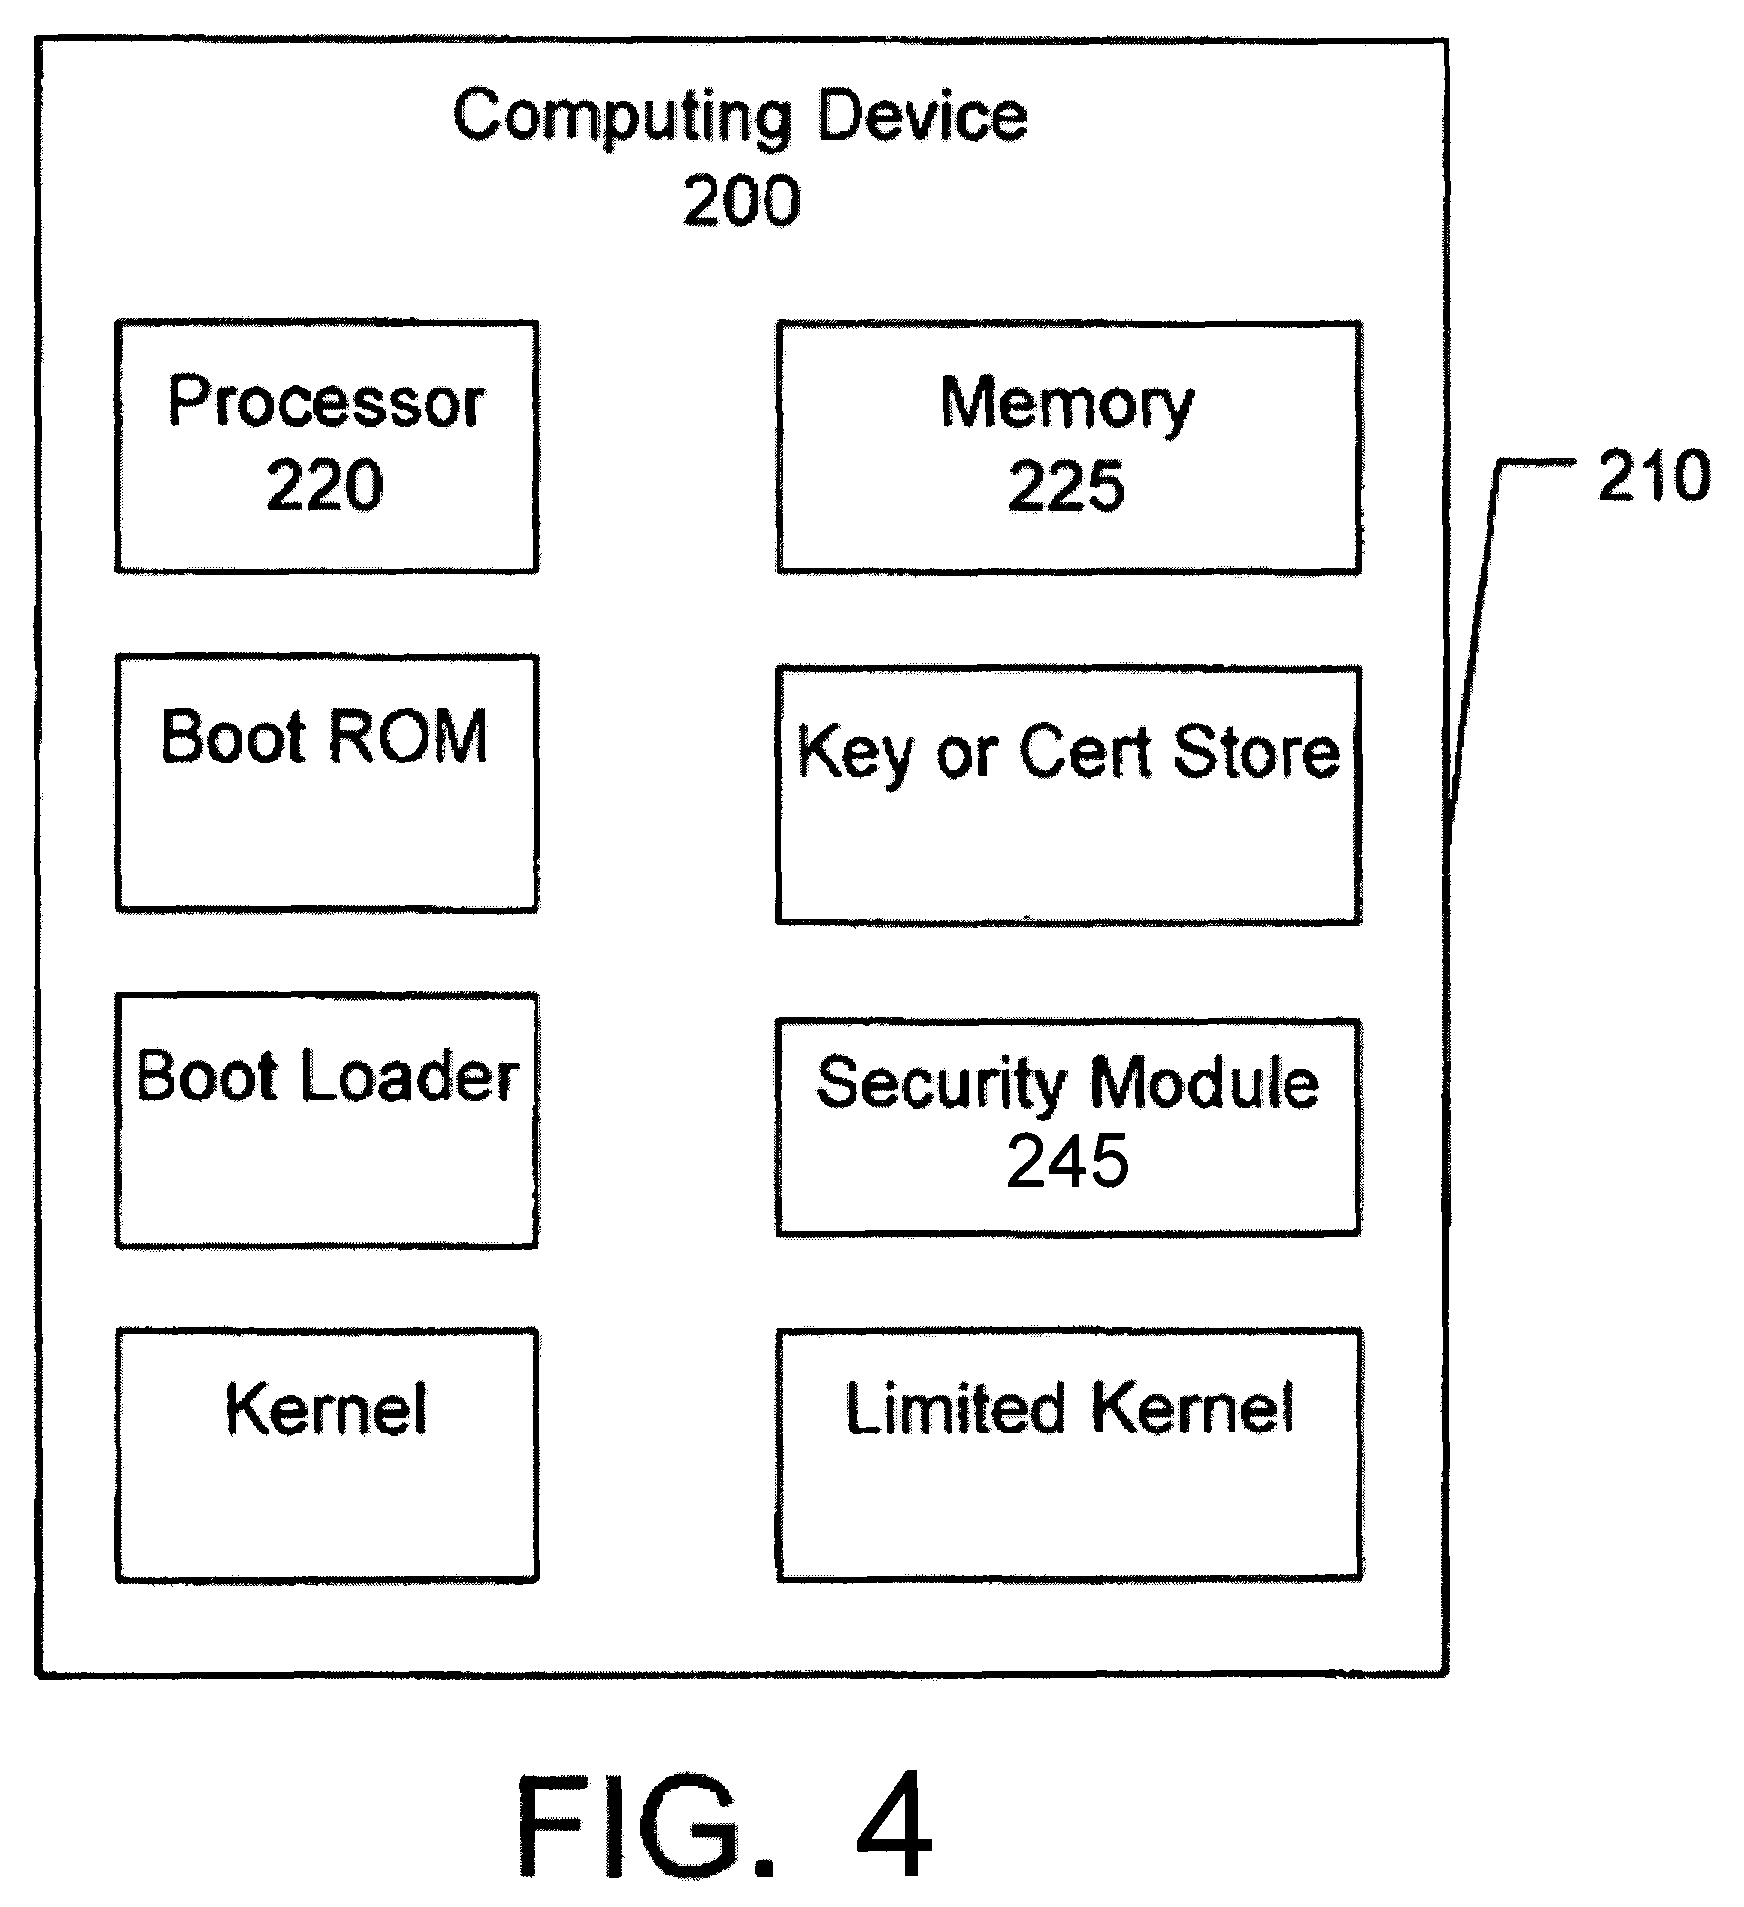 Computing Device
200
Processor
220
Memory
225
210
Boot ROM
Key or Cert Store
Boot Loader
Security Module
245
Kernel
Limited Kernel
FIG. 4